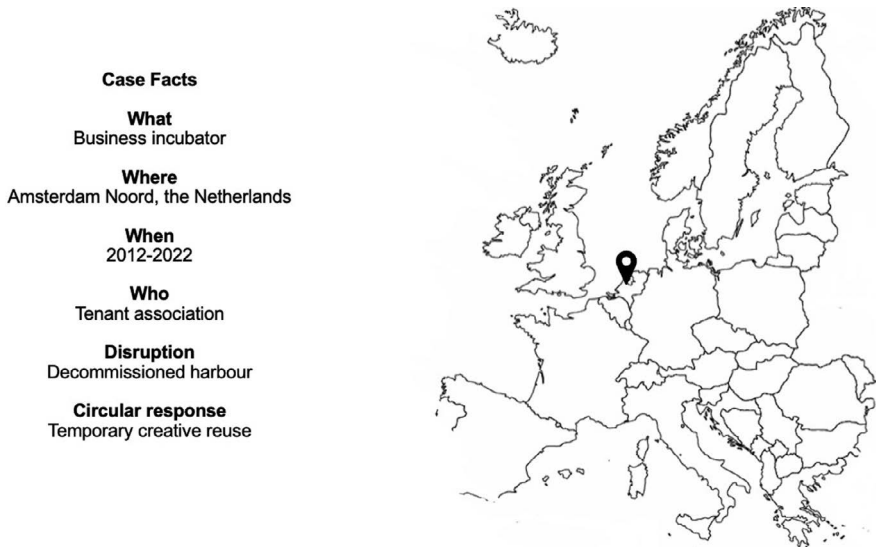 Case Facts
What
Business incubator
Where
Amsterdam Noord, the Netherlands
When
2012-2022
Who
Tenant association
Disruption
Decommissioned harbour
Circular response
Temporary creative reuse